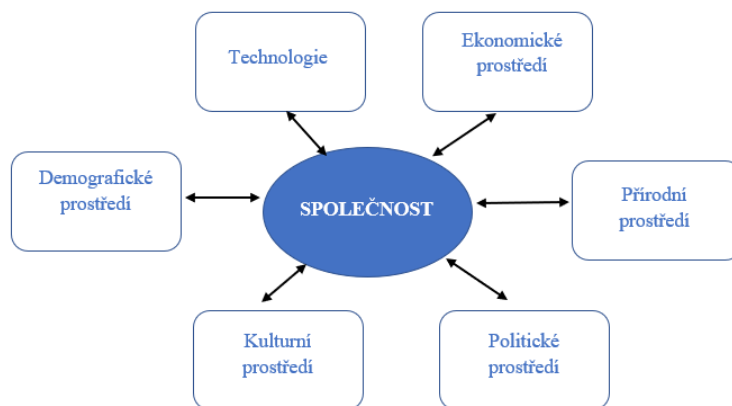 Technologie
Ekonomické
prostředí
Demografické
prostředí
SPOLEČNOST
Přírodní
prostředí
Kulturní
prostředí
Politické
prostředí